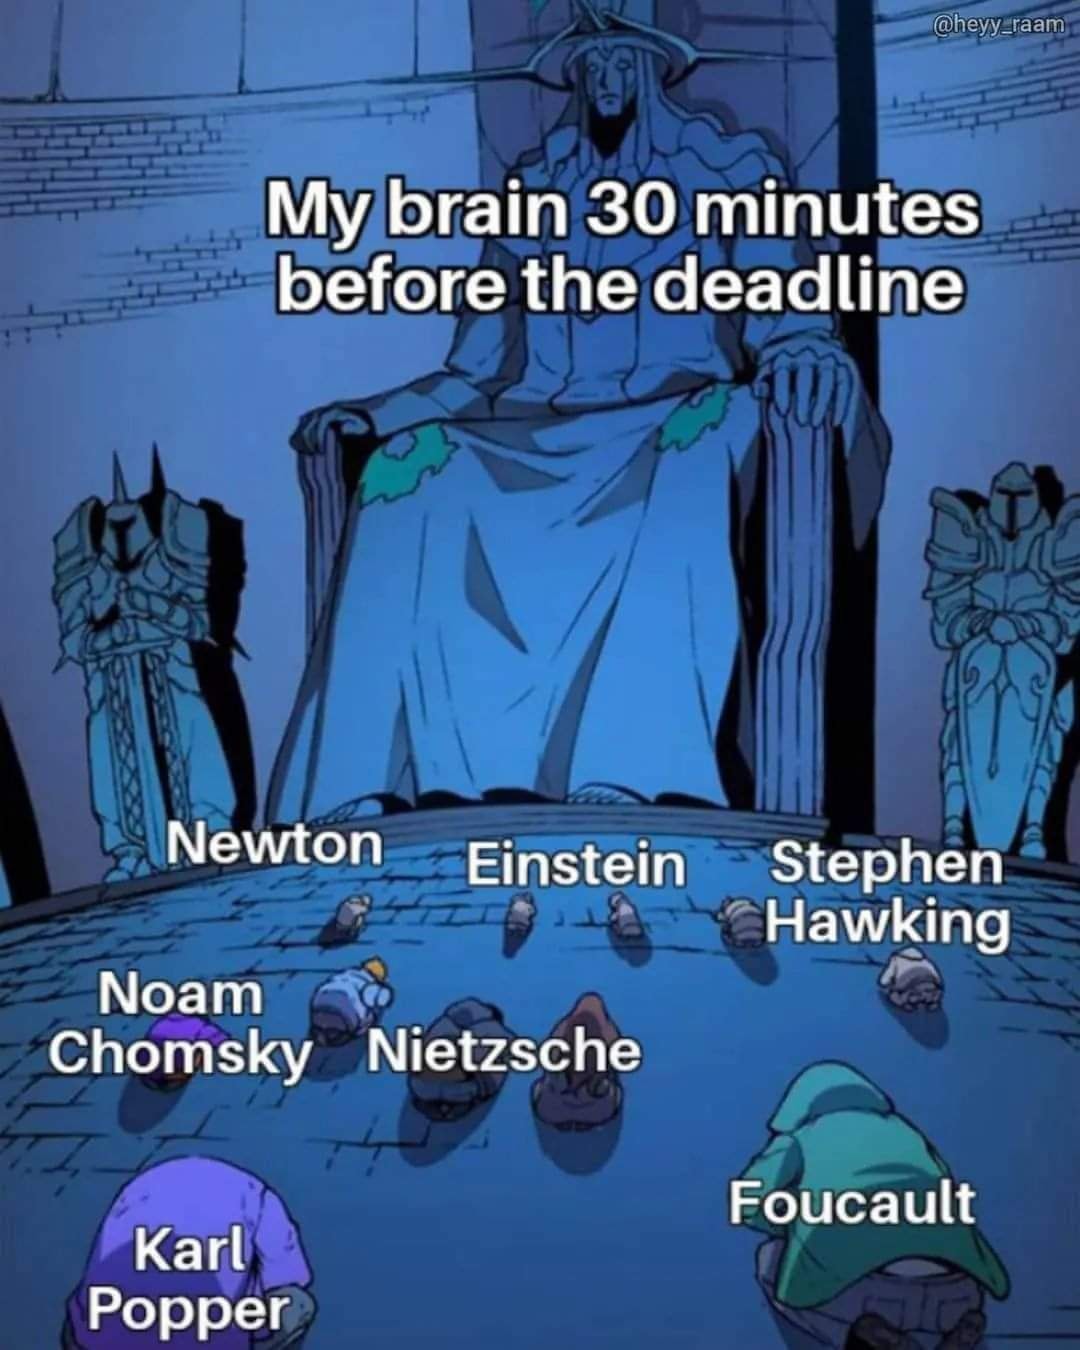 @heyy_raam
My brain 30 minutes
before the deadline
Newton
Einstein
Stephen
Hawking
Noam
Chomsky
Nietzsche
Foucault
Karl
Popper